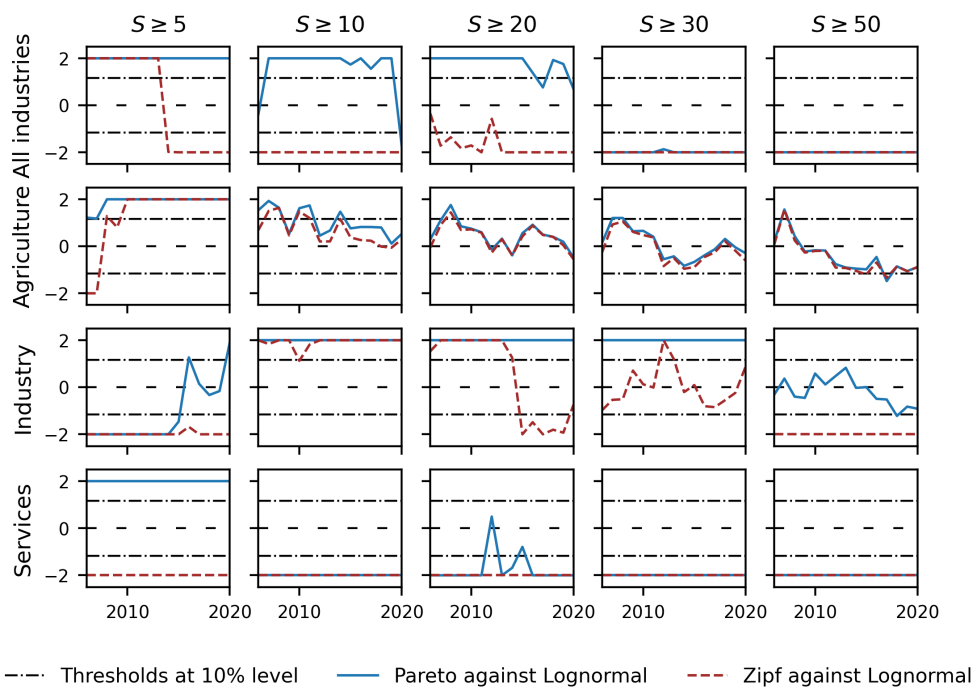 S ≥ 5 S ≥ 10 S ≥ 20 S ≥ 30 S ≥ 50
All industries
2
0
−2
Agriculture
2
0
−2
Industry
2
0
−2
Services
2
0
−2
2010 2020 2010 2020 2010 2020 2010 2020 2010 2020
Thresholds at 10% level Pareto against Lognormal Zipf against Lognormal